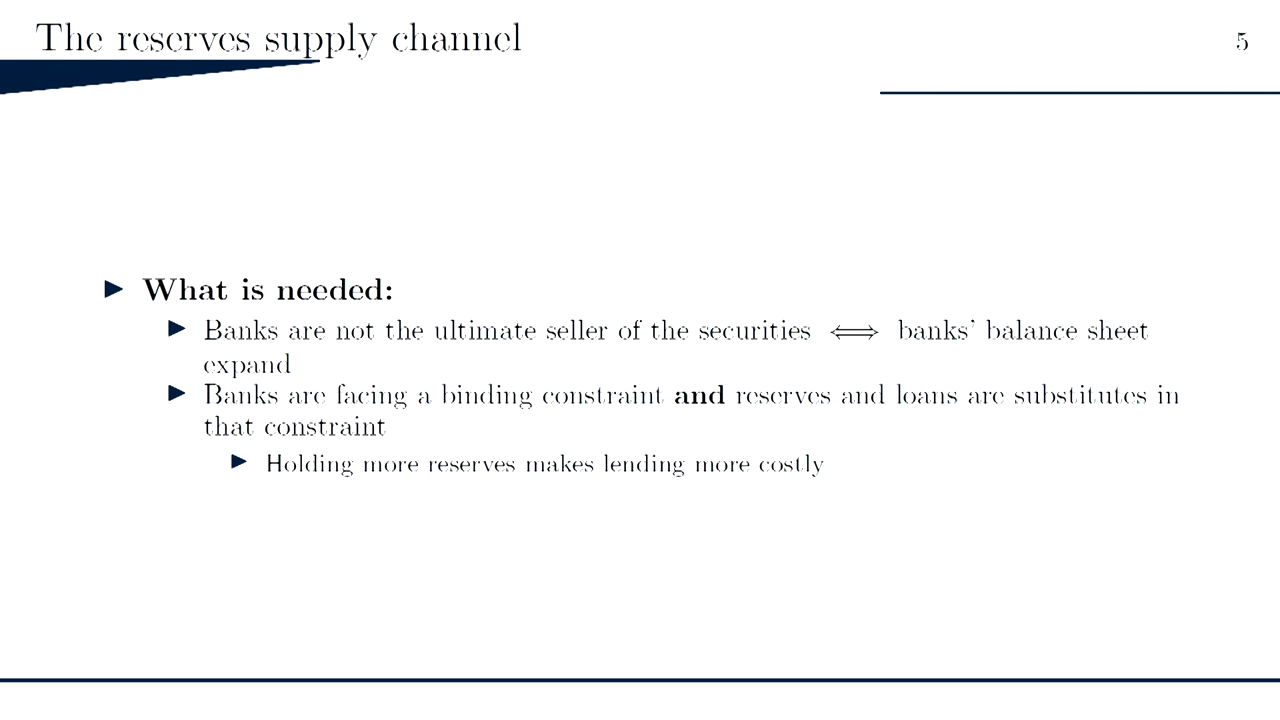 The reserves supply channel
5
What is needed:
Banks are not the ultimate seller of the securities ⟺ banks' balance sheet
expand
Banks are facing a binding constraint and reserves and loans are substitutes in
that constraint
Holding more reserves makes lending more costly